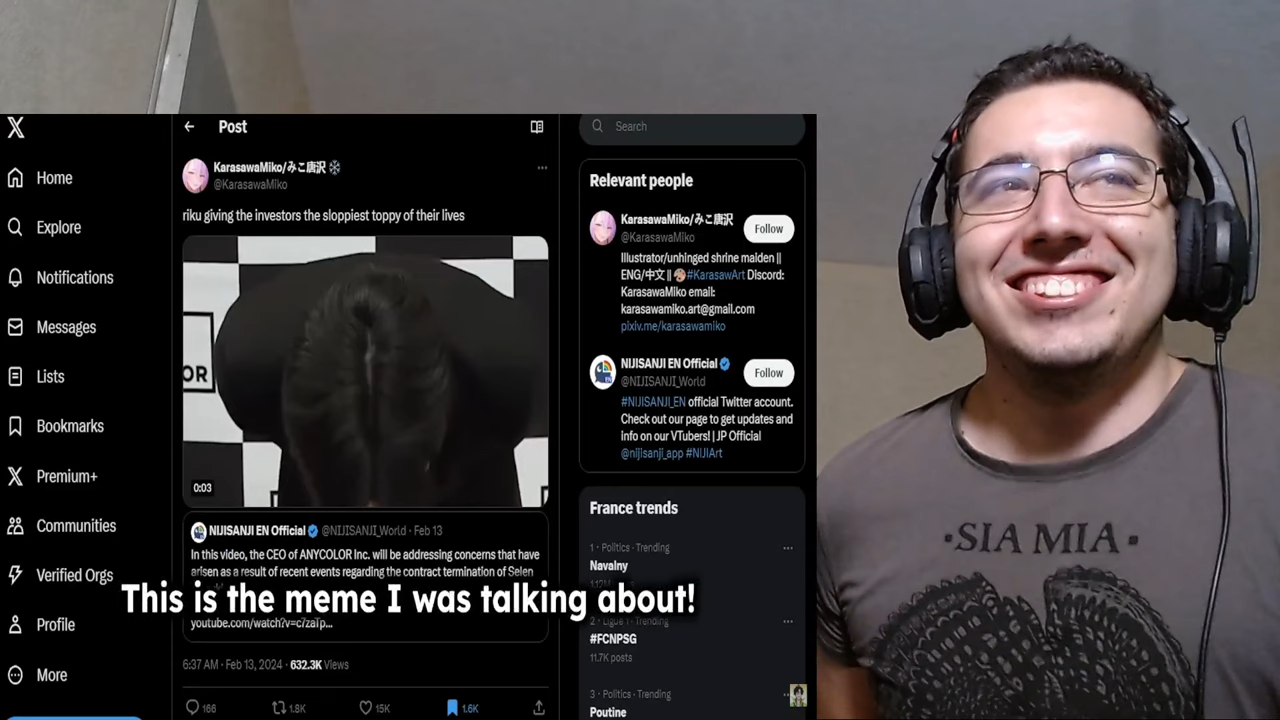 Home
Explore
Notifications
Messages
Lists
Bookmarks
Premium+
Communities
Verified Orgs
Profile
More
Post
KarasawaMiko/みこ唐沢
@KarasawaMiko
riku giving the investors the sloppiest toppy of their lives
OR
0:03
NIJISANJI EN Official @NIJISANJI_World · Feb 13
In this video, the CEO of ANYCOLOR Inc. will be addressing concerns that have
arisen as a result of recent events regarding the contract termination of Selen
youtube.com/watch?v=c7zaIp...
This is the meme I was talking about!
6:37 AM · Feb 13, 2024 · 632.3K Views
166
1.8K
15K
1.6K
Search
Relevant people
KarasawaMiko/みこ唐沢
@KarasawaMiko
Follow
Illustrator/unhinged shrine maiden ||
ENG/中文 || #KarasawArt Discord:
KarasawaMiko email:
karasawamiko.art@gmail.com
pixiv.me/karasawamiko
NIJISANJI EN Official
@NIJISANJI_World
Follow
#NIJISANJI_EN official Twitter account.
Check out our page to get updates and
info on our VTubers! | JP Official
@nijisanji_app #NIJIArt
France trends
1 · Politics · Trending
Navalny
2 · Ligue 1 · Trending
#FCNPSG
11.7K posts
3 · Politics · Trending
Poutine
·SIA MIA·